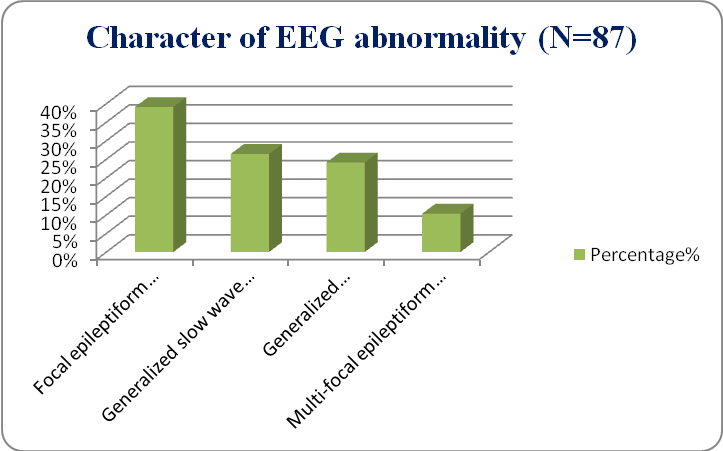 Character of EEG abnormality (N=87)
40%
35%
30%
25%
20%
15%
10%
5%
0%
Focal epileptiform...
Generalized slow wave...
Generalized...
Multi-focal epileptiform...
Percentage%